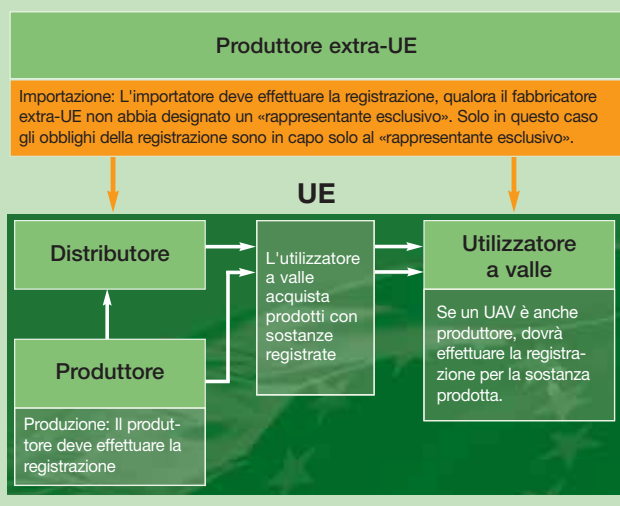 Produttore extra-UE
Importazione: L'importatore deve effettuare la registrazione, qualora il fabbricatore
extra-UE non abbia designato un «rappresentante esclusivo». Solo in questo caso
gli obblighi della registrazione sono in capo solo al «rappresentante esclusivo».
UE
Distributore
Produttore
Produzione: Il produt-
tore deve effettuare la
registrazione
L'utilizzatore
a valle
acquista
prodotti con
sostanze
registrate
Utilizzatore
a valle
Se un UAV è anche
produttore, dovrà
effettuare la registra-
zione per la sostanza
prodotta.